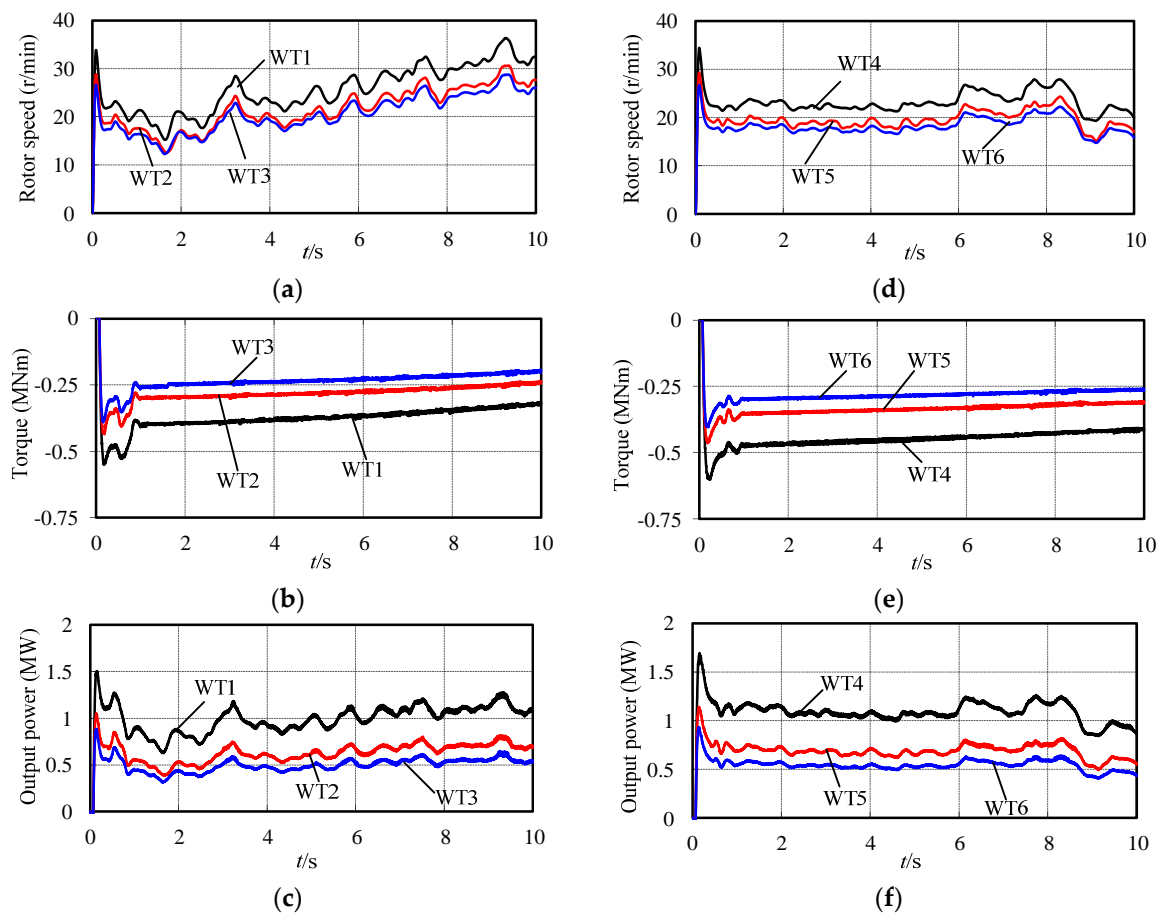 Rotor speed (r/min)
40
30
20
10
0
WT1
WT2
WT3
0 2 4 6 8 10
t/s
(a)
Rotor speed (r/min)
40
30
20
10
0
WT4
WT5
WT6
0 2 4 6 8 10
t/s
(d)
Torque (MNm)
0
-0.25
-0.5
-0.75
WT3
WT2
WT1
0 2 4 6 8 10
t/s
(b)
Torque (MNm)
0
-0.25
-0.5
-0.75
WT6
WT5
WT4
0 2 4 6 8 10
t/s
(e)
Output power (MW)
2
1.5
1
0.5
0
WT1
WT2
WT3
0 2 4 6 8 10
t/s
(c)
Output power (MW)
2
1.5
1
0.5
0
WT4
WT5
WT6
0 2 4 6 8 10
t/s
(f)